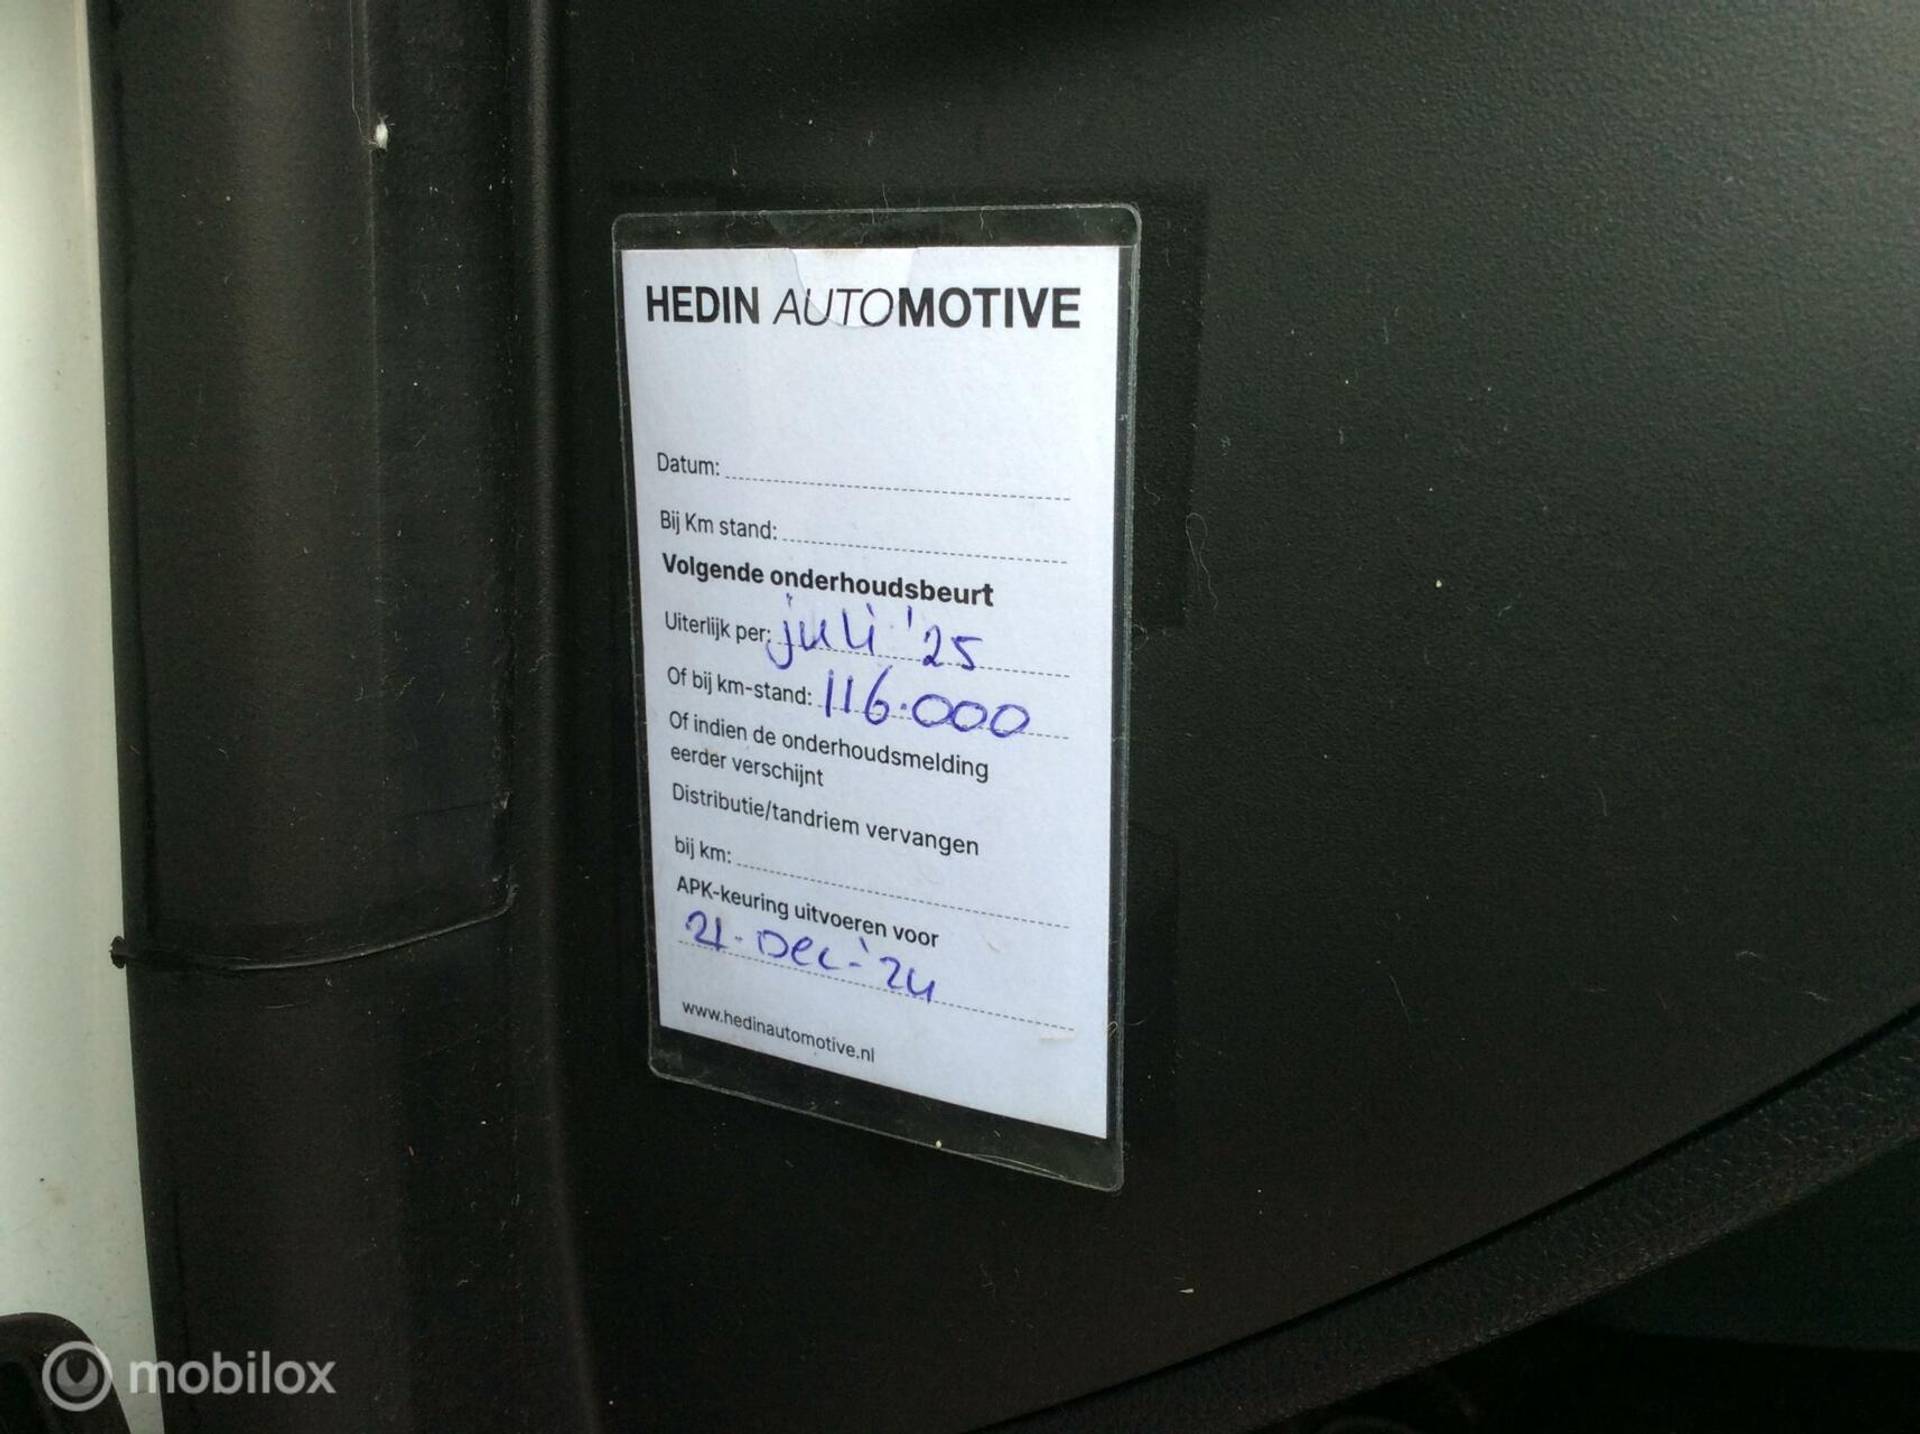 HEDIN AUTOMOTIVE
Datum:
Bij Km stand:
Volgende onderhoudsbeurt
Uiterlijk per: juli '25
Of bij km-stand: 116.000
Of indien de onderhoudsmelding
eerder verschijnt
Distributie/tandriem vervangen
bij km:
APK-keuring uitvoeren voor
21-Dec-'24
www.hedinautomotive.nl
mobilox